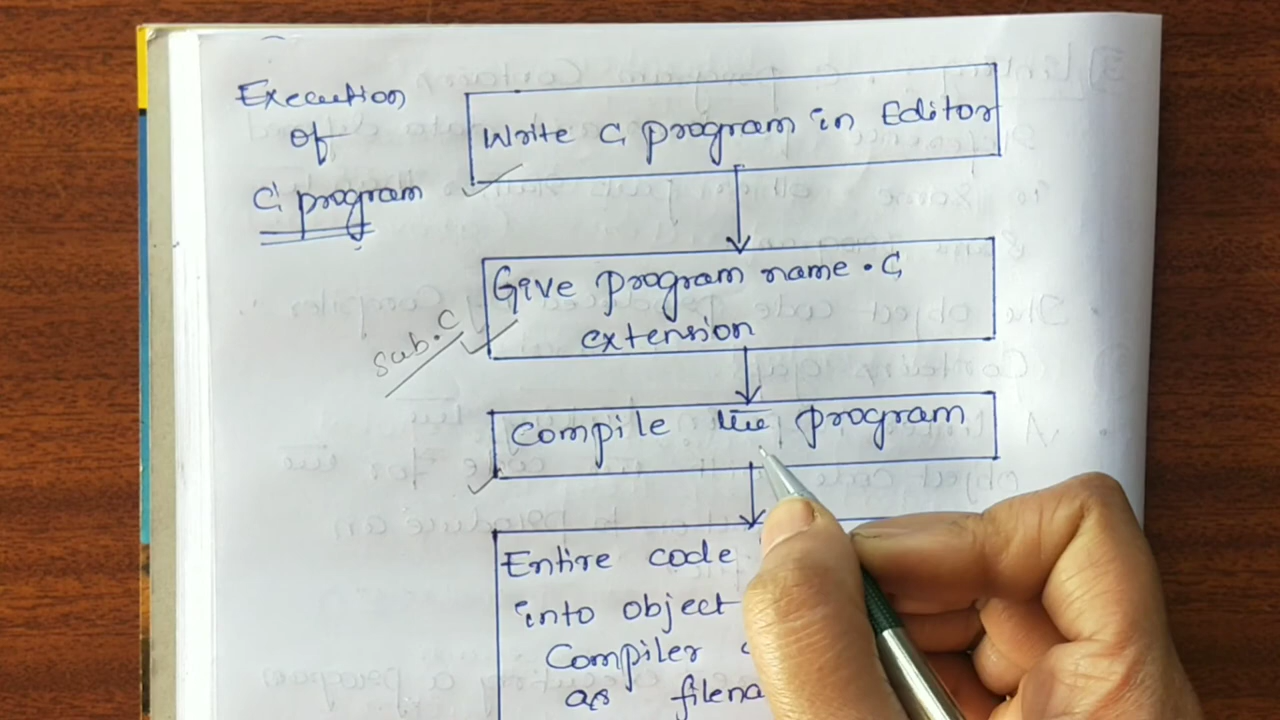 Execution
of
C program
Write C program in Editor
Give program name .C
extension
sub.C
Compile the program
Entire code
into object
Compiler
as filena